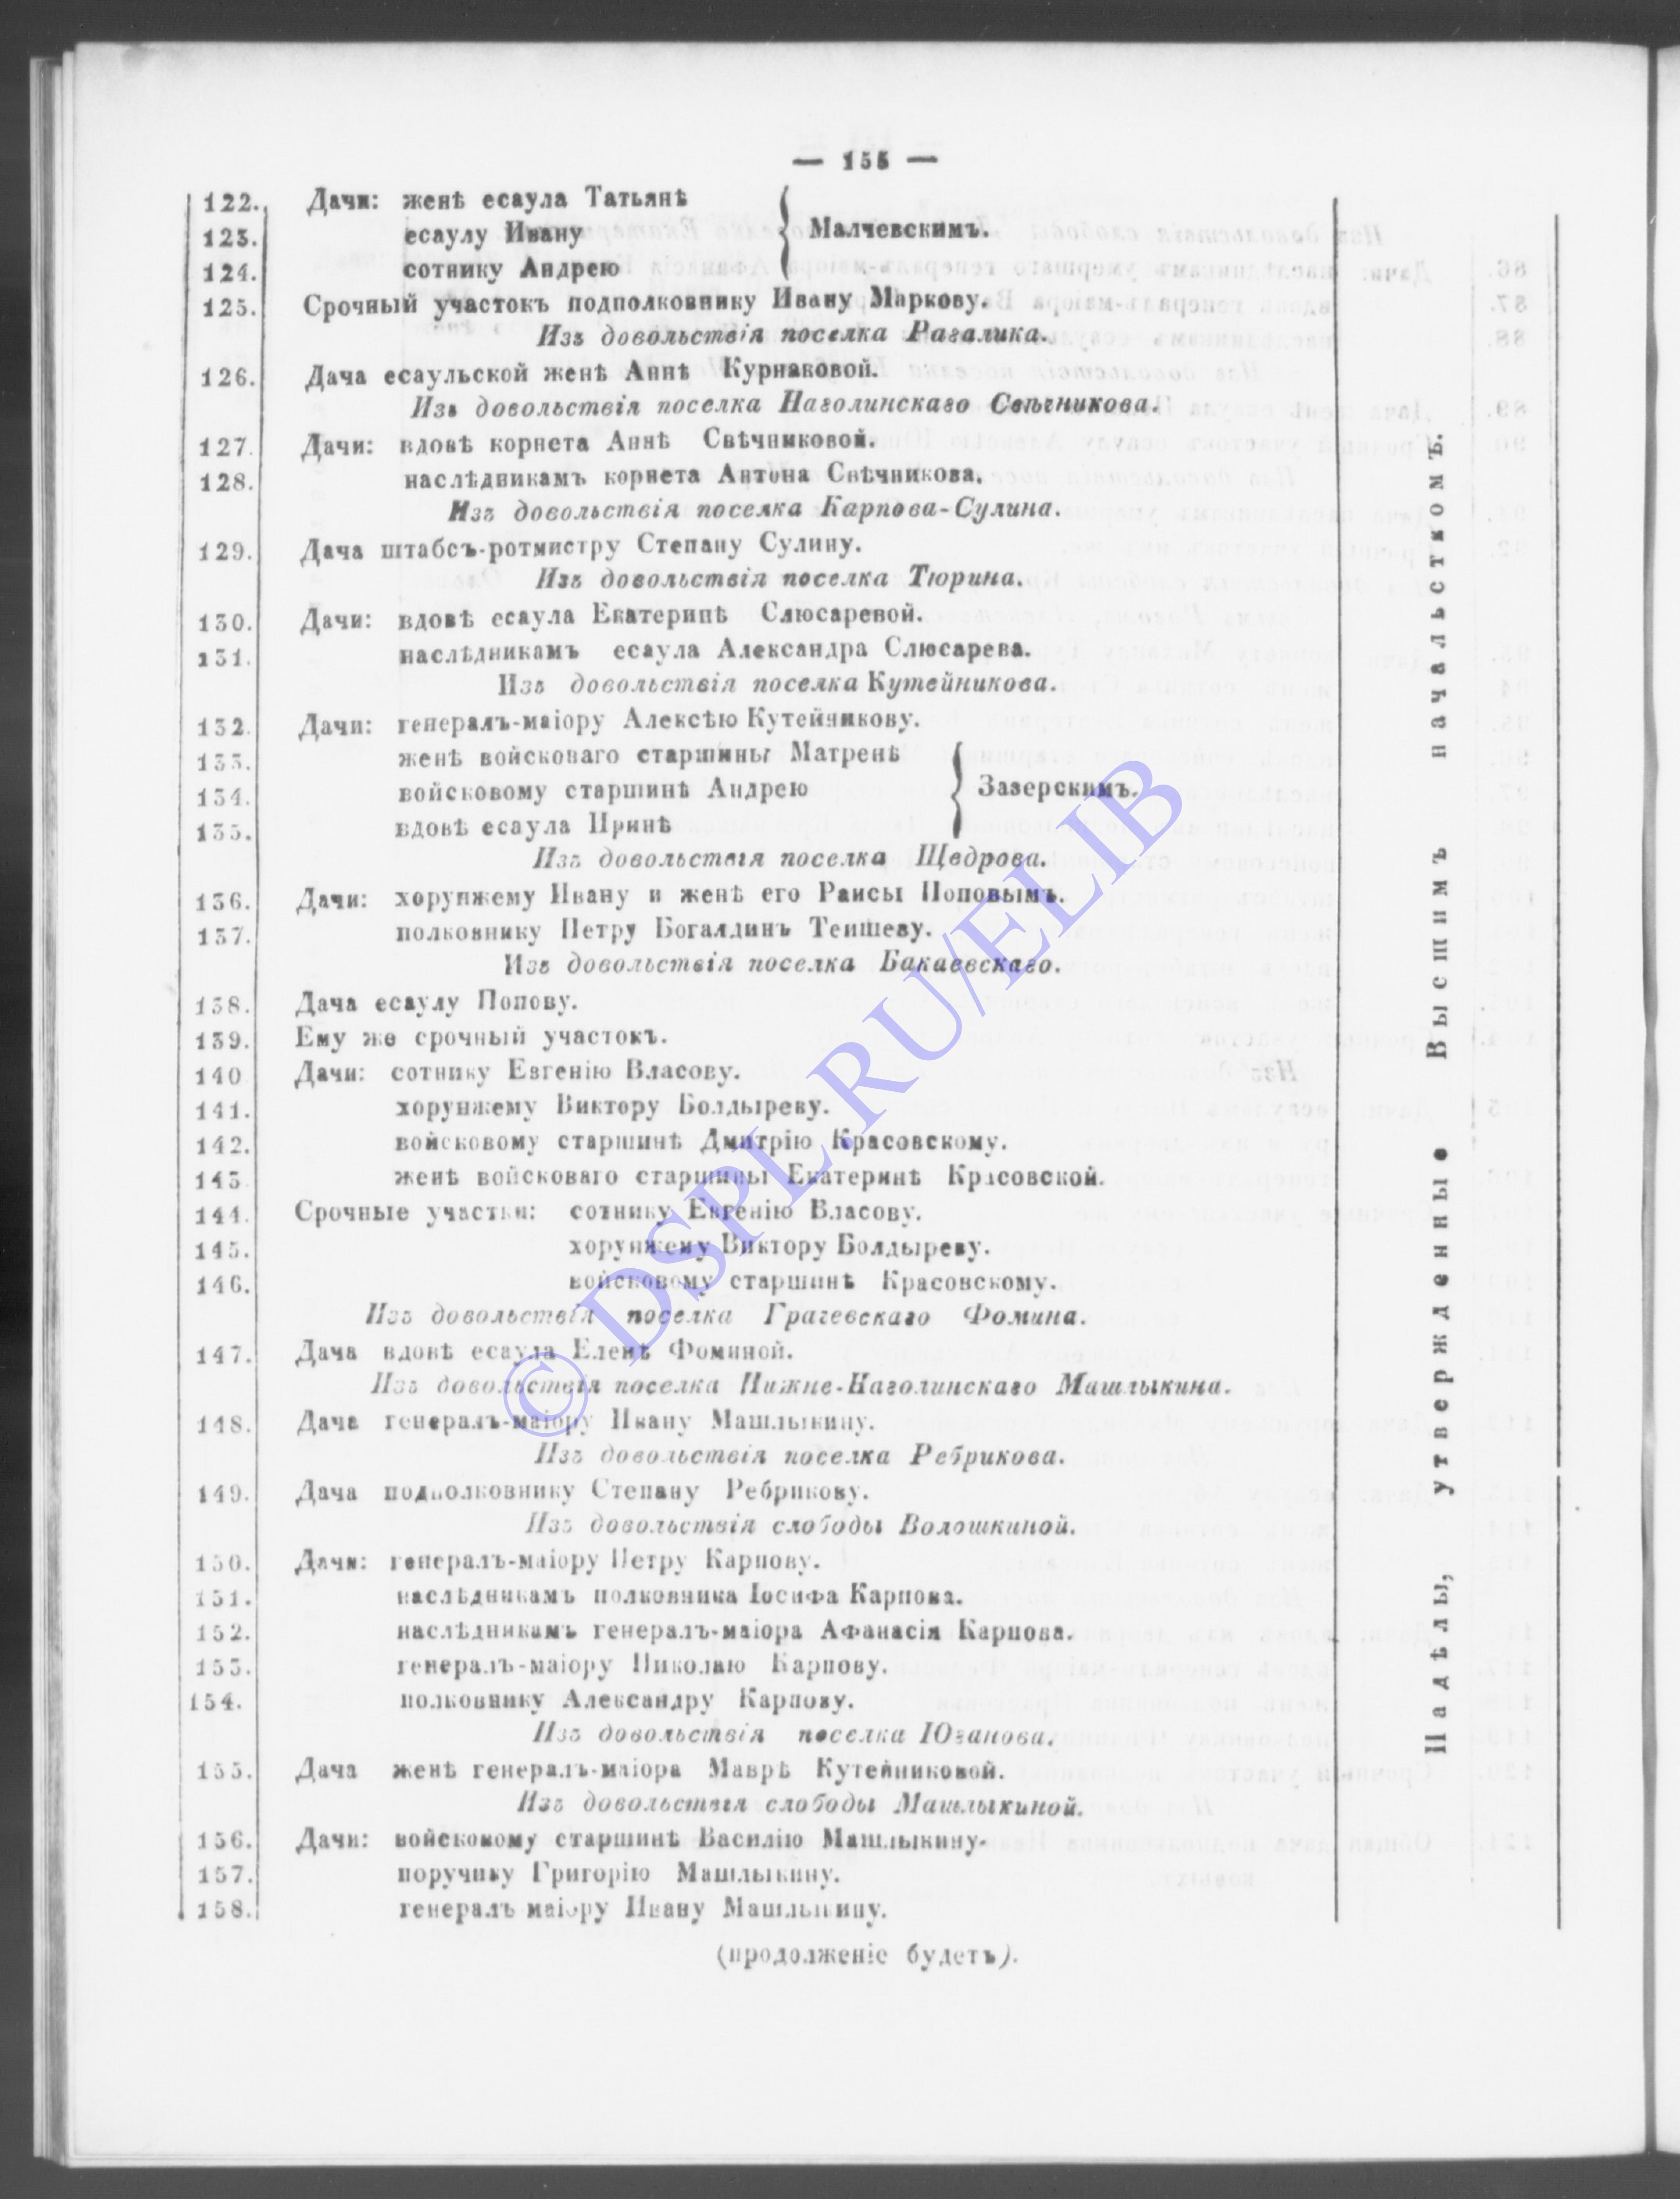 — 155 —
122. Дачи: женѣ есаула Татьянѣ
123. есаулу Ивану } Малчевскимъ.
124. сотнику Андрею
125. Срочный участокъ подполковнику Ивану Маркову.
Изъ довольствія поселка Рагалика.
126. Дача есаульской женѣ Аннѣ Курнаковой.
Изъ довольствія поселка Наголинскаго Свѣчникова.
127. Дачи: вдовѣ корнета Аннѣ Свѣчниковой.
128. наслѣдникамъ корнета Антона Свѣчникова.
Изъ довольствія поселка Карпова-Сулина.
129. Дача штабсъ-ротмистру Степану Сулину.
Изъ довольствія поселка Тюрина.
130. Дачи: вдовѣ есаула Екатеринѣ Слюсаревой.
131. наслѣдникамъ есаула Александра Слюсарева.
Изъ довольствія поселка Кутейникова.
132. Дачи: генералъ-маіору Алексѣю Кутейникову.
133. женѣ войсковаго старшины Матренѣ
134. войсковому старшинѣ Андрею } Зазерскимъ.
135. вдовѣ есаула Иринѣ
Изъ довольствія поселка Щедрова.
136. Дачи: хорунжему Ивану и женѣ его Раисы Поповымъ.
137. полковнику Петру Богалдинъ Теишеву.
Изъ довольствія поселка Бакаевскаго.
138. Дача есаулу Попову.
139. Ему же срочный участокъ.
140 Дачи: сотнику Евгенію Власову.
141. хорунжему Виктору Болдыреву.
142. войсковому старшинѣ Дмитрію Красовскому.
143 женѣ войсковаго старшины Екатеринѣ Красовской.
144. Срочные участки: сотнику Евгенію Власову.
145. хорунжему Виктору Болдыреву.
146. войсковому старшинѣ Красовскому.
Изъ довольствія поселка Грачевскаго Фомина.
147. Дача вдовѣ есаула Еленѣ Фоминой.
Изъ довольствія поселка Нижне-Наголинскаго Машлыкина.
148. Дача генералъ-маіору Ивану Машлыкину.
Изъ довольствія поселка Ребрикова.
149. Дача подполковнику Степану Ребрикову.
Изъ довольствія слободы Волошкиной.
150. Дачи: генералъ-маіору Петру Карпову.
151. наслѣдникамъ полковника Іосифа Карпова.
152. наслѣдникамъ генералъ-маіора Афанасія Карпова.
153. генералъ-маіору Николаю Карпову.
154. полковнику Александру Карпову.
Изъ довольствія поселка Юганова.
155. Дача женѣ генералъ-маіора Маврѣ Кутейниковой.
Изъ довольствія слободы Машлыкиной.
156. Дачи: войсковому старшинѣ Василію Машлыкину-
157. поручику Григорію Машлыкину.
158. генералъ маіору Ивану Машлыкину.
(продолженіе будетъ).
Надѣлы, утвержденные Высшимъ начальствомъ.
© DSPL.RU/ELIB